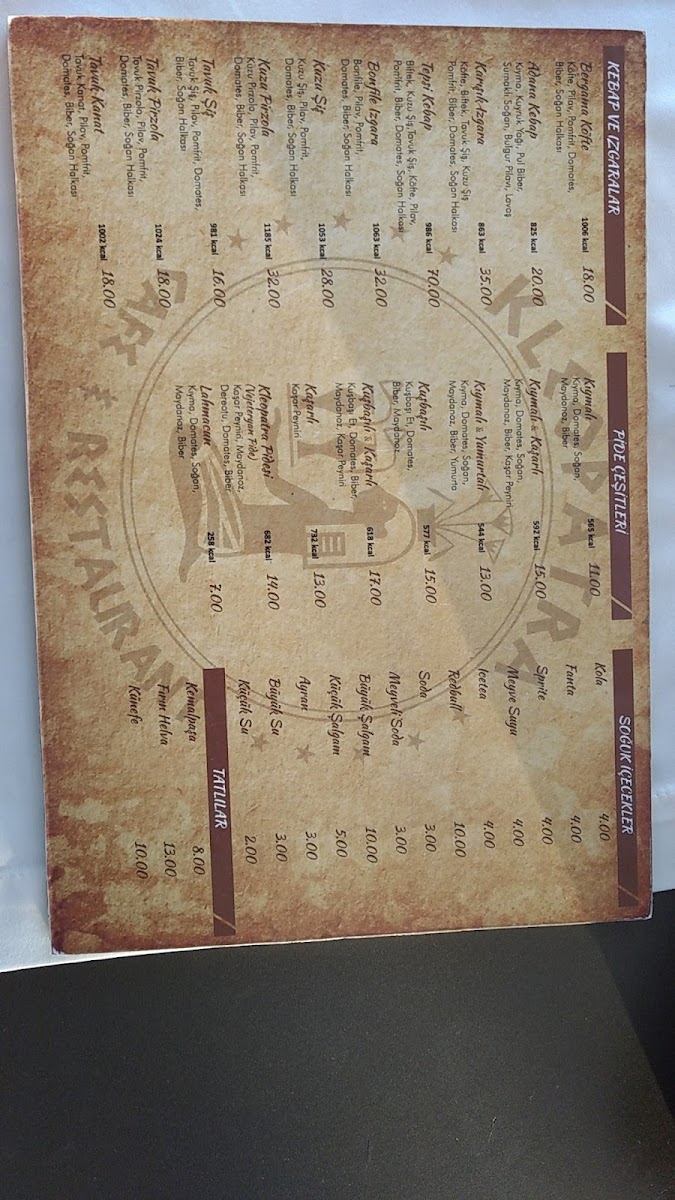 KEBAP VE IZGARALAR
Bergama Köfte 1006 kcal 18.00
Köfte, Pilav, Pomfrit, Domates,
Biber, Soğan Halkası
Adana Kebap 825 kcal 20.00
Kıyma, Kuyruk Yağı, Pul Biber,
Sumaklı Soğan, Bulgur Pilavı, Lavaş
Karışık Izgara 863 kcal 35.00
Köfte, Biftek, Tavuk Şiş, Kuzu Şiş
Pomfrit, Biber, Domates, Soğan Halkası
Tepsi Kebap 986 kcal 70.00
Biftek, Kuzu Şiş,Tavuk Şiş, Köfte, Pilav,
Pomfrit, Biber, Domates, Soğan Halkası
Bonfile Izgara 1063 kcal 32.00
Bonfile, Pilav, Pomfrit,
Domates, Biber, Soğan Halkası
Kuzu Şiş 1053 kcal 28.00
Kuzu Şiş, Pilav, Pomfrit,
Domates, Biber, Soğan Halkası
Kuzu Pirzola 1185 kcal 32.00
Kuzu Pirzola, Pilav, Pomfrit,
Domates, Biber, Soğan Halkası
Tavuk Şiş 981 kcal 16.00
Tavuk Şiş, Pilav, Pomfrit, Domates,
Biber, Soğan Halkası
Tavuk Pirzola 1024 kcal 18.00
Tavuk Pirzola, Pilav, Pomfrit,
Domates, Biber, Soğan Halkası
Tavuk Kanat 1002 kcal 18.00
Tavuk Kanat, Pilav, Pomfrit,
Domates, Biber, Soğan Halkası
PİDE ÇEŞİTLERİ
Kıymalı 565 kcal 11.00
Kıyma, Domates, Soğan,
Maydanoz, Biber
Kıymalı & Kaşarlı 592 kcal 15.00
Kıyma, Domates, Soğan,
Maydanoz, Biber, Kaşar Peyniri
Kıymalı & Yumurtalı 544 kcal 13.00
Kıyma, Domates, Soğan,
Maydanoz, Biber, Yumurta
Kuşbaşılı 577 kcal 15.00
Kuşbaşı Et, Domates,
Biber, Maydanoz
Kuşbaşılı & Kaşarlı 618 kcal 17.00
Kuşbaşı Et, Domates, Biber,
Maydanoz, Kaşar Peyniri
Kaşarlı 732 kcal 13.00
Kaşar Peyniri
Kleopatra Pidesi 682 kcal 14.00
(Vejeteryan Pide)
Kaşar Peynir, Maydanoz,
Dereotu, Domates, Biber
Lahmacun 258 kcal 7.00
Kıyma, Domates, Soğan,
Maydanoz, Biber
SOĞUK İÇECEKLER
Kola 4.00
Fanta 4.00
Sprite 4.00
Meyve Suyu 4.00
Icetea 4.00
Redbull 10.00
Soda 3.00
Meyveli Soda 3.00
Büyük Şalgam 10.00
Küçük Şalgam 5.00
Ayran 3.00
Büyük Su 3.00
Küçük Su 2.00
TATLILAR
Kemalpaşa 8.00
Fırın Helva 13.00
Künefe 10.00
KLEOPATRA
CAFE RESTAURANT